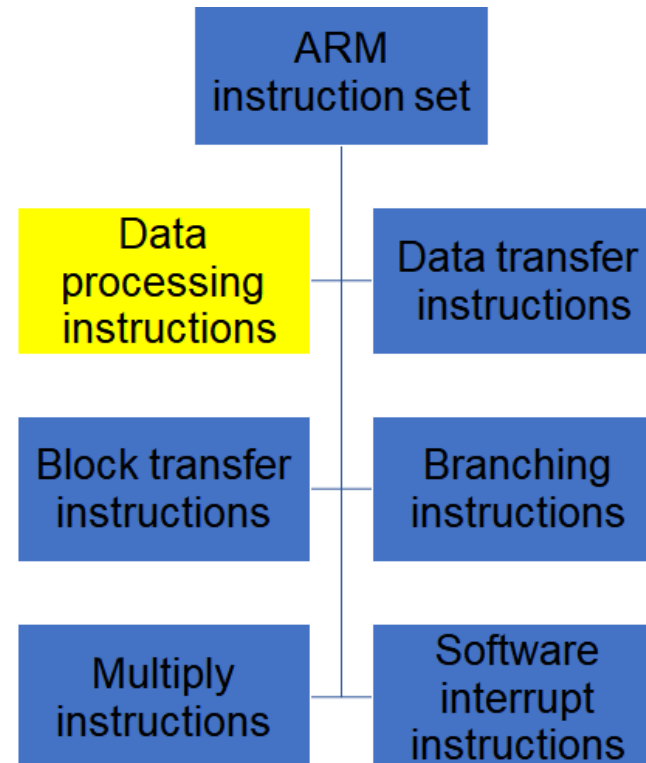 ARM
instruction set
Data
processing
instructions
Data transfer
instructions
Block transfer
instructions
Branching
instructions
Multiply
instructions
Software
interrupt
instructions